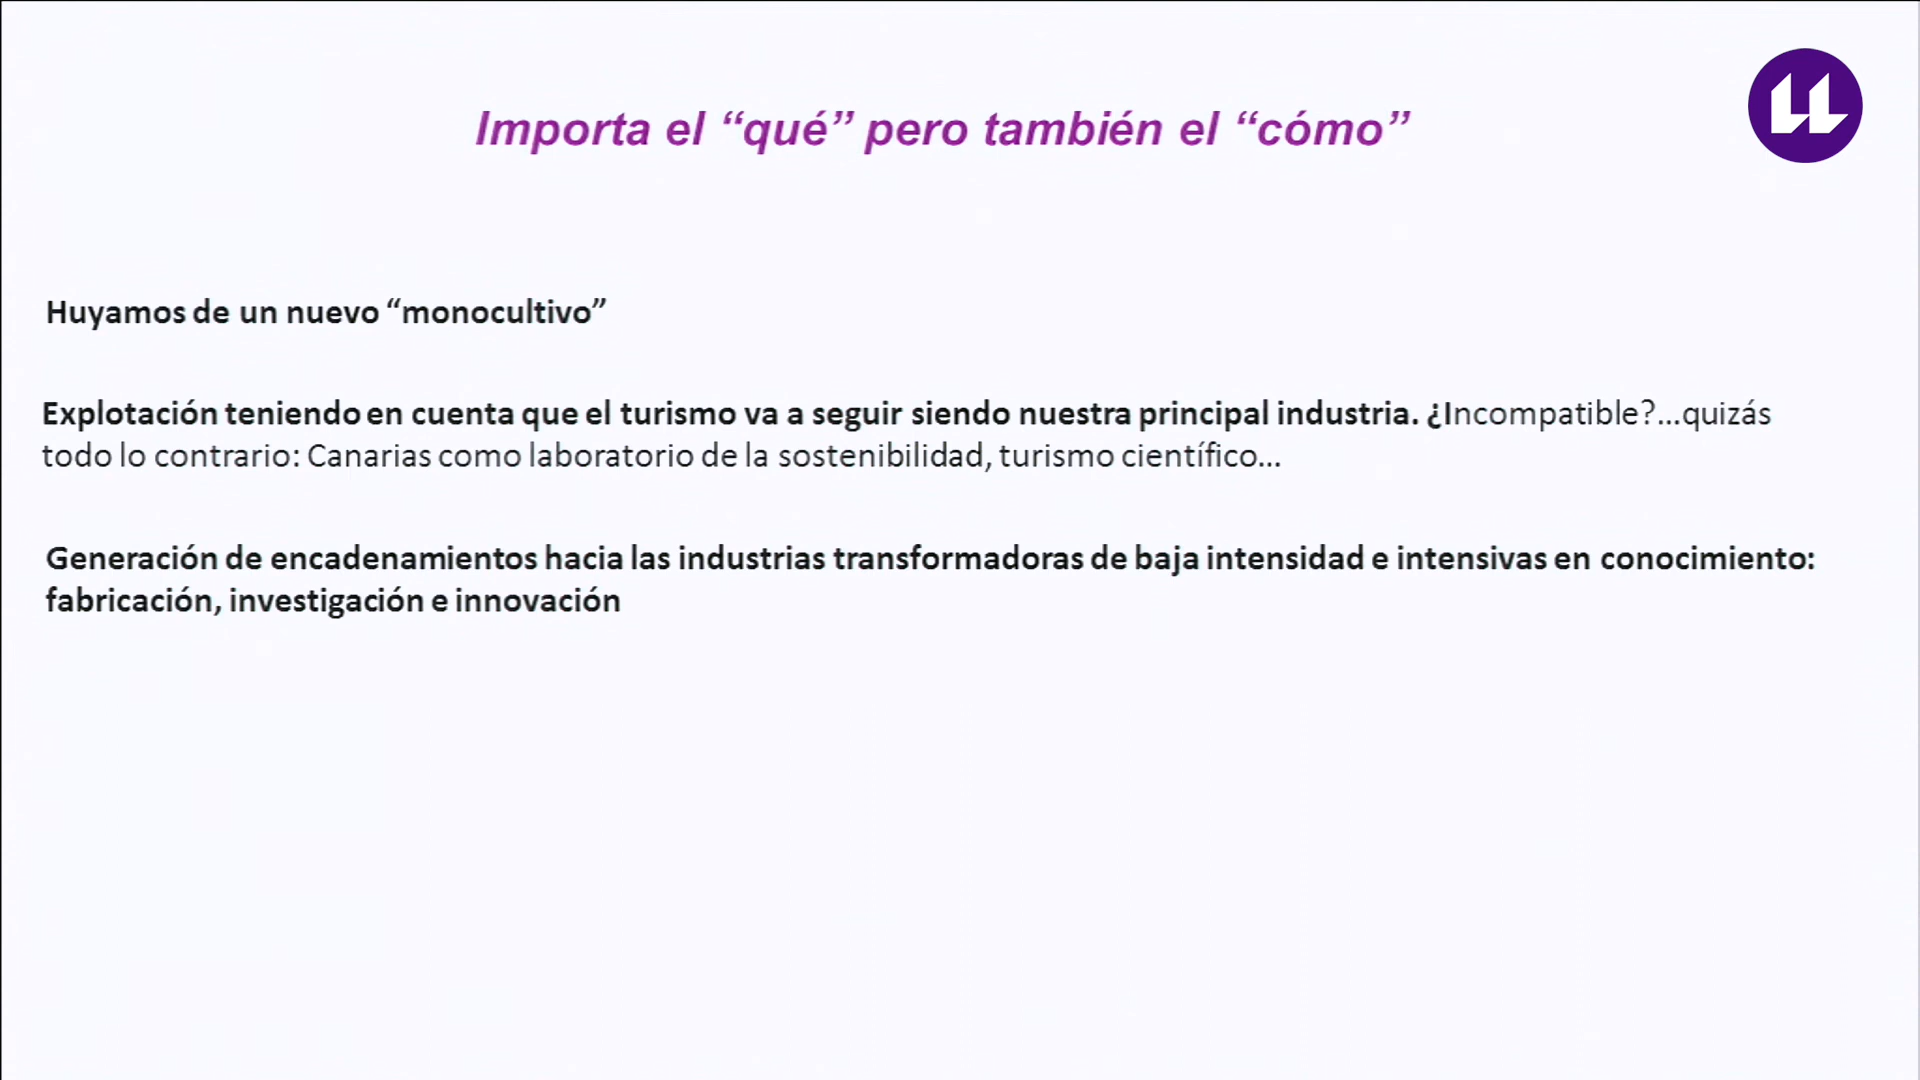 Importa el “qué” pero también el “cómo”
Huyamos de un nuevo “monocultivo”
Explotación teniendo en cuenta que el turismo va a seguir siendo nuestra principal industria. ¿Incompatible?...quizás
todo lo contrario: Canarias como laboratorio de la sostenibilidad, turismo científico...
Generación de encadenamientos hacia las industrias transformadoras de baja intensidad e intensivas en conocimiento:
fabricación, investigación e innovación